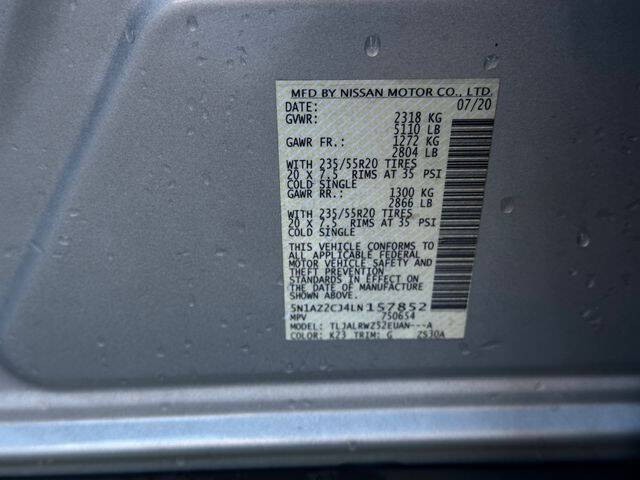 MFD BY NISSAN MOTOR CO., LTD.
DATE: 07/20
GVWR: 2318 KG
5110 LB
GAWR FR.: 1272 KG
2804 LB
WITH 235/55R20 TIRES
20 X 7.5 RIMS AT 35 PSI
COLD SINGLE
GAWR RR.: 1300 KG
2866 LB
WITH 235/55R20 TIRES
20 X 7.5 RIMS AT 35 PSI
COLD SINGLE
THIS VEHICLE CONFORMS TO
ALL APPLICABLE FEDERAL
MOTOR VEHICLE SAFETY AND
THEFT PREVENTION
STANDARDS IN EFFECT ON
THE DATE OF MANUFACTURE
5N1AZ2CJ4LN157852
MPV 750654
MODEL: TLJALRWZ52EUAN---A
COLOR: K23 TRIM: G Z530A